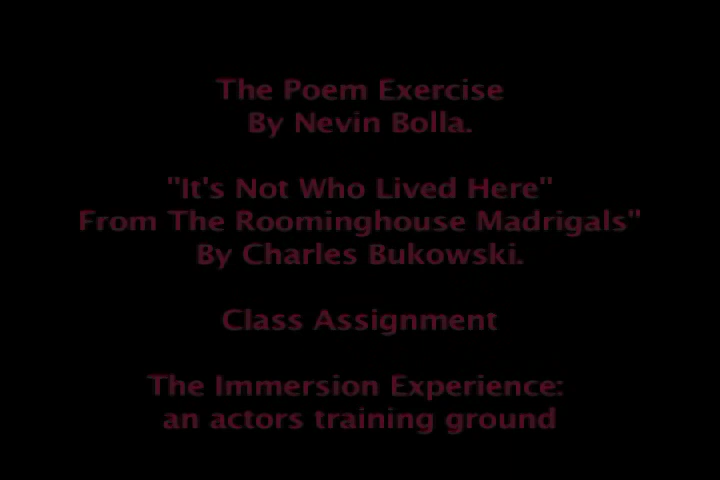 The Poem Exercise
By Nevin Bolla.
"It's Not Who Lived Here"
From The Roominghouse Madrigals"
By Charles Bukowski.
Class Assignment
The Immersion Experience:
an actors training ground